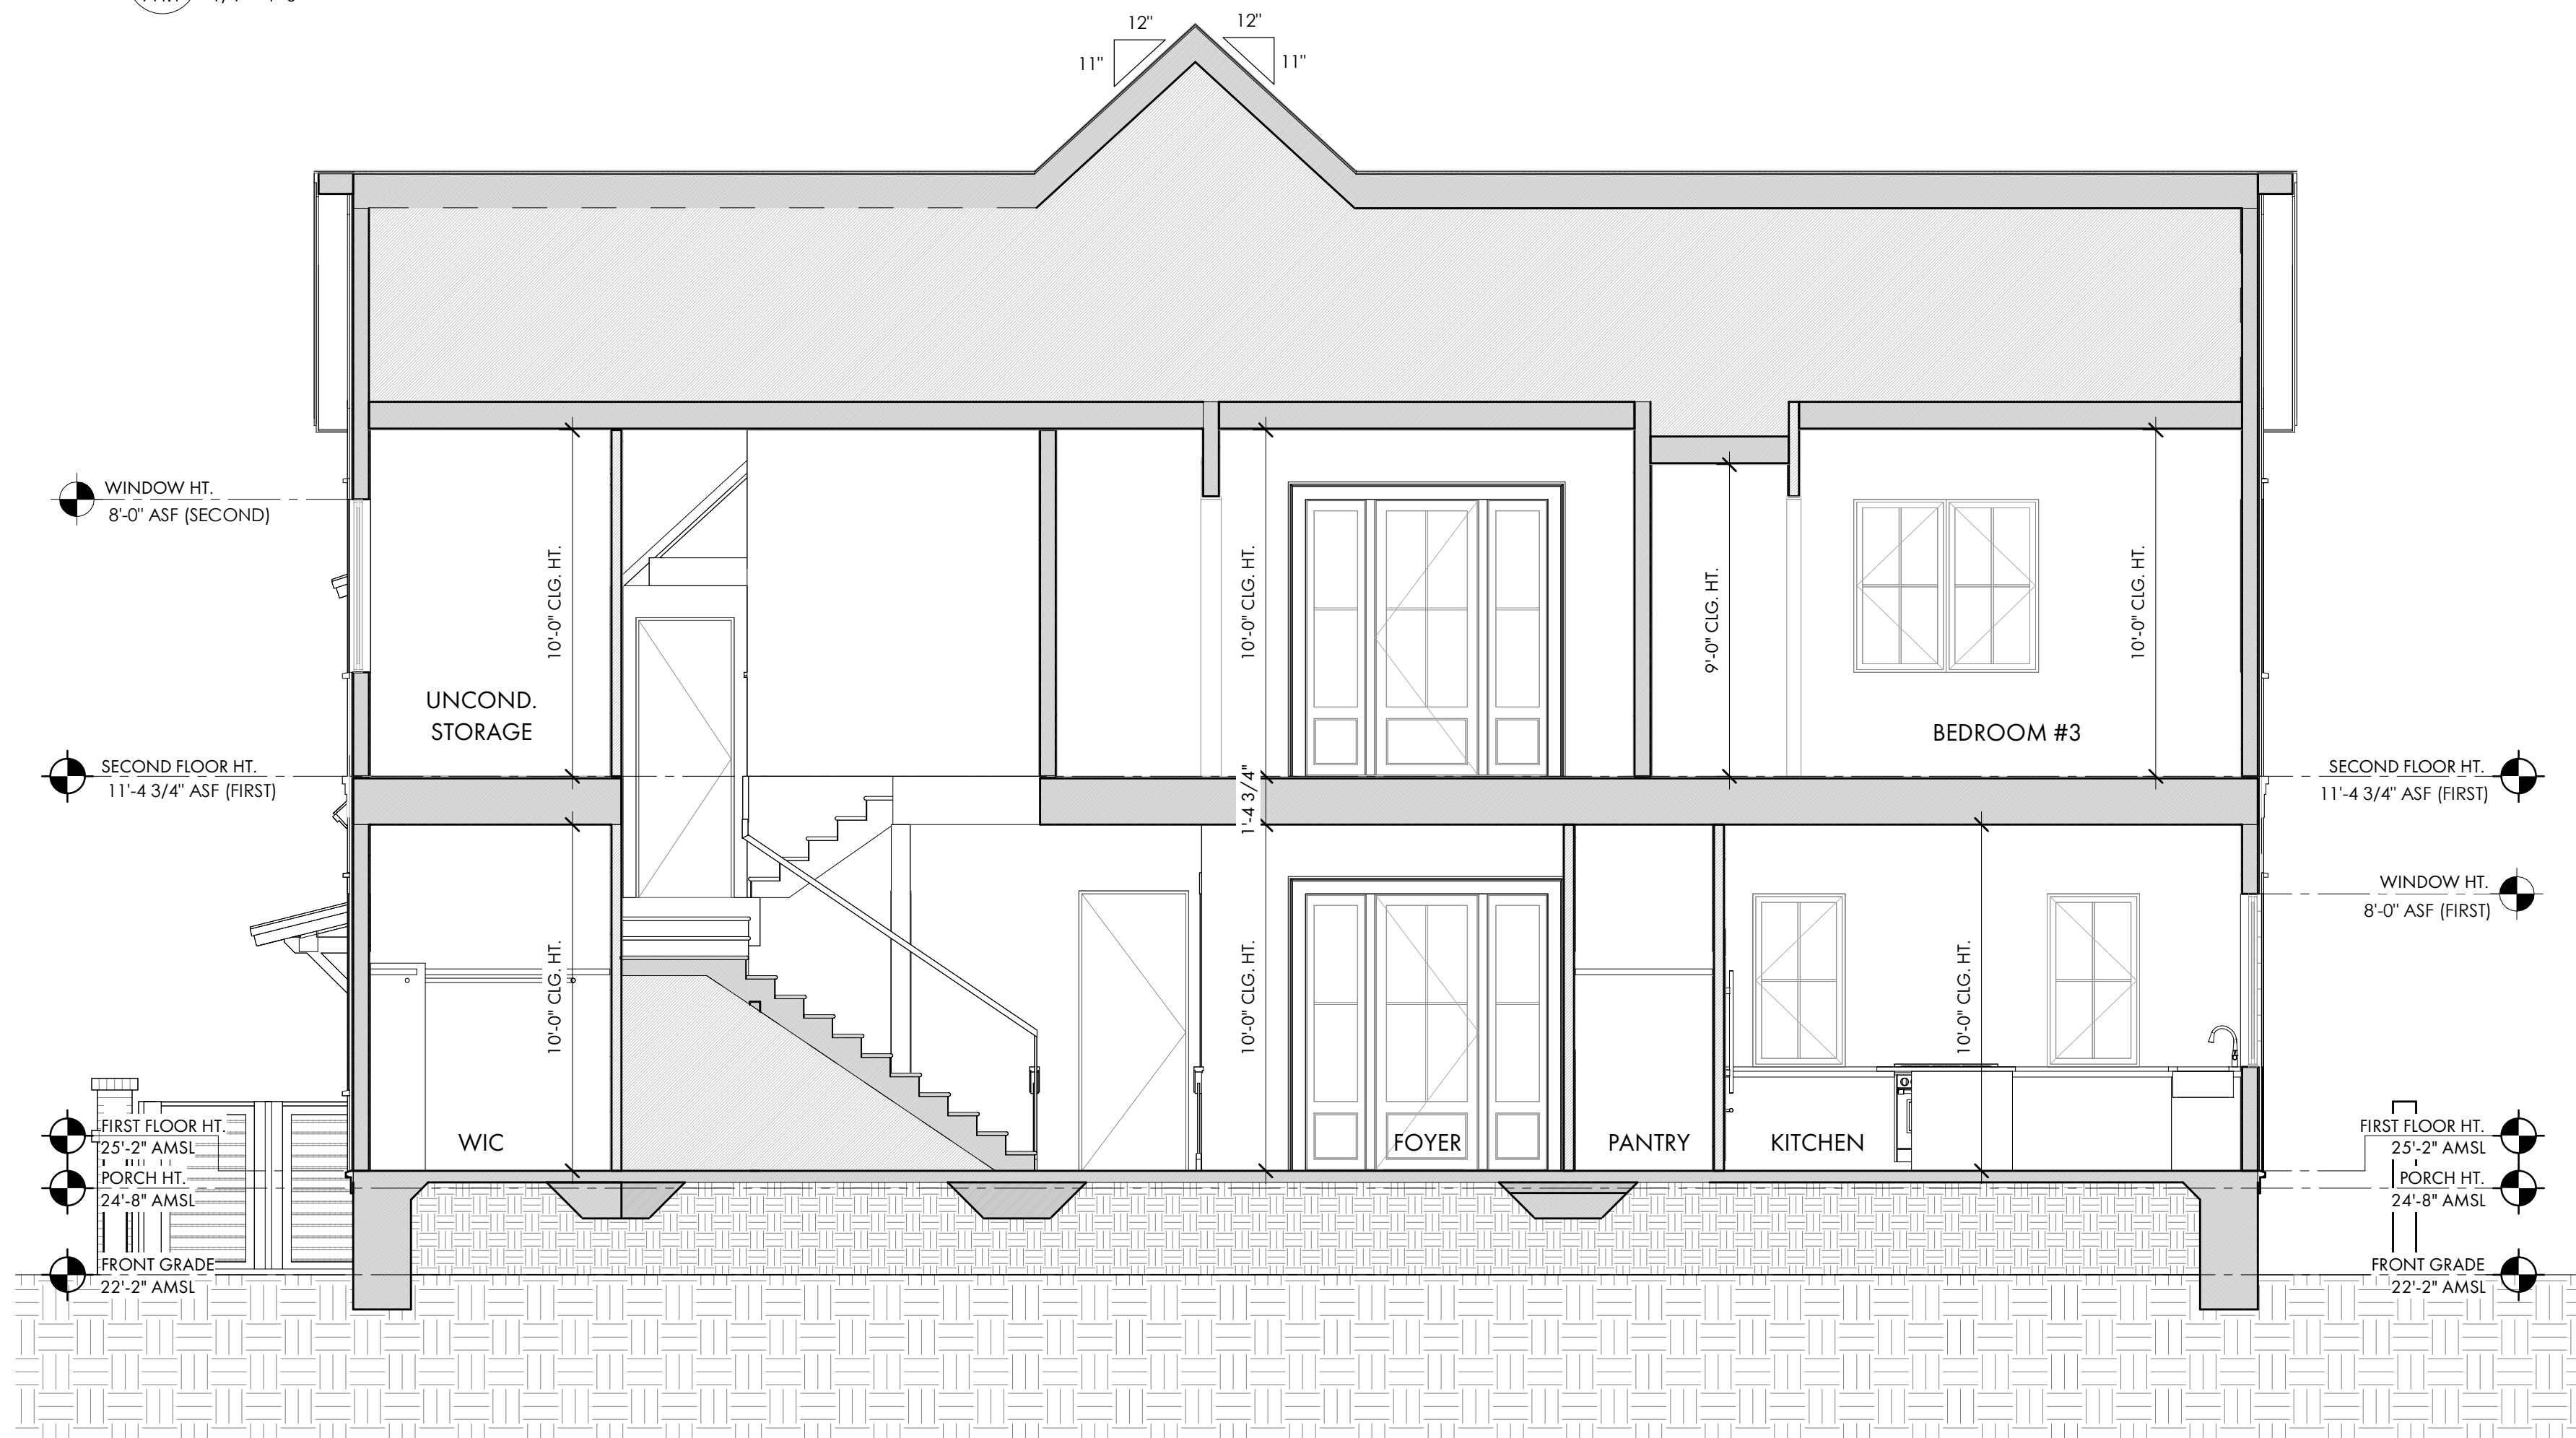 12"
12"
11"
11"
WINDOW HT.
8'-0" ASF (SECOND)
10'-0" CLG. HT.
10'-0" CLG. HT.
9'-0" CLG. HT.
10'-0" CLG. HT.
UNCOND.
STORAGE
BEDROOM #3
SECOND FLOOR HT.
11'-4 3/4" ASF (FIRST)
1'-4 3/4"
SECOND FLOOR HT.
11'-4 3/4" ASF (FIRST)
WINDOW HT.
8'-0" ASF (FIRST)
10'-0" CLG. HT.
10'-0" CLG. HT.
10'-0" CLG. HT.
WIC
FOYER
PANTRY
KITCHEN
FIRST FLOOR HT.
25'-2" AMSL
PORCH HT.
24'-8" AMSL
FRONT GRADE
22'-2" AMSL
FIRST FLOOR HT.
25'-2" AMSL
PORCH HT.
24'-8" AMSL
FRONT GRADE
22'-2" AMSL